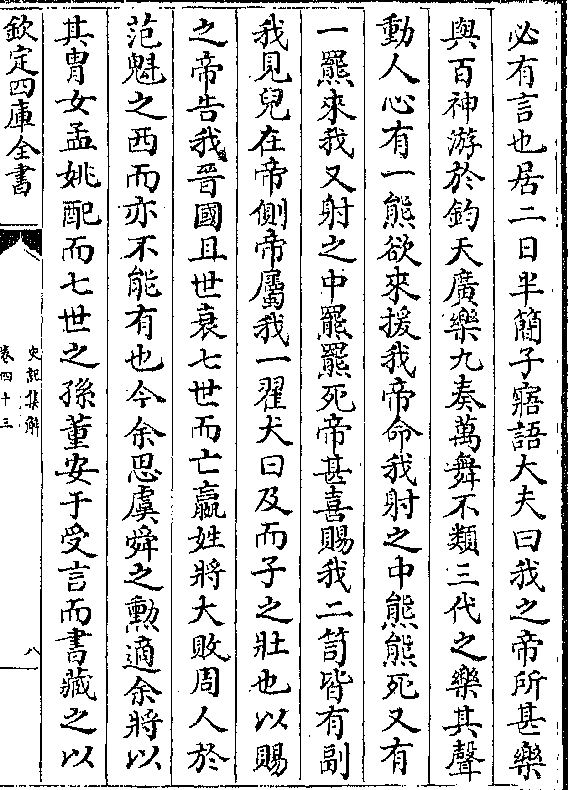 必有言也居二日半簡子寤語大夫曰我之帝所甚樂
與百神游於鈞天廣樂九奏萬舞不類三代之樂其聲
動人心有一熊欲來援我帝命我射之中熊熊死又有
一羆來我又射之中羆羆死帝甚喜賜我二笥皆有副
我見兒在帝側帝屬我一翟犬曰及而子之壯也以賜
之帝告我晉國且世衰七世而亡嬴姓將大敗周人於
范魁之西而亦不能有也今余思虞舜之勲適余將以
其胄女孟姚配而七世之孫董安于受言而書藏之以
欽定四庫全書
史記集解
卷四十三
八